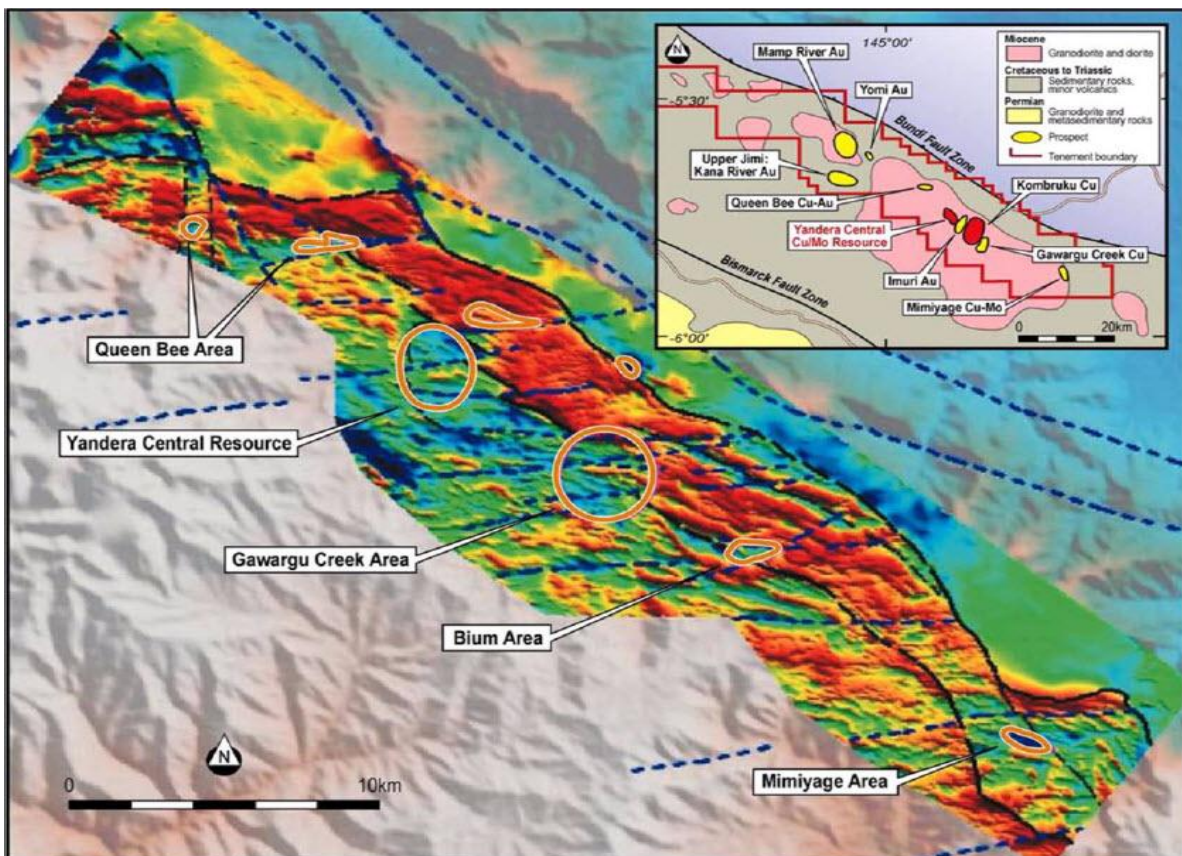 Queen Bee Area
Yandera Central Resource
Gawargu Creek Area
Bium Area
Mimiyage Area
N
0
10km
N
145°00'
-5°30'
-6°00'
Mamp River Au
Yomi Au
Bundi Fault Zone
Upper Jimi:
Kana River Au
Queen Bee Cu-Au
Kombruku Cu
Yandera Central
Cu/Mo Resource
Imuri Au
Gawargu Creek Cu
Mimiyage Cu-Mo
Bismarck Fault Zone
0
20km
Miocene
Granodiorite and diorite
Cretaceous to Triassic
Sedimentary rocks,
minor volcanics
Permian
Granodiorite and
metasedimentary rocks
Prospect
Tenement boundary